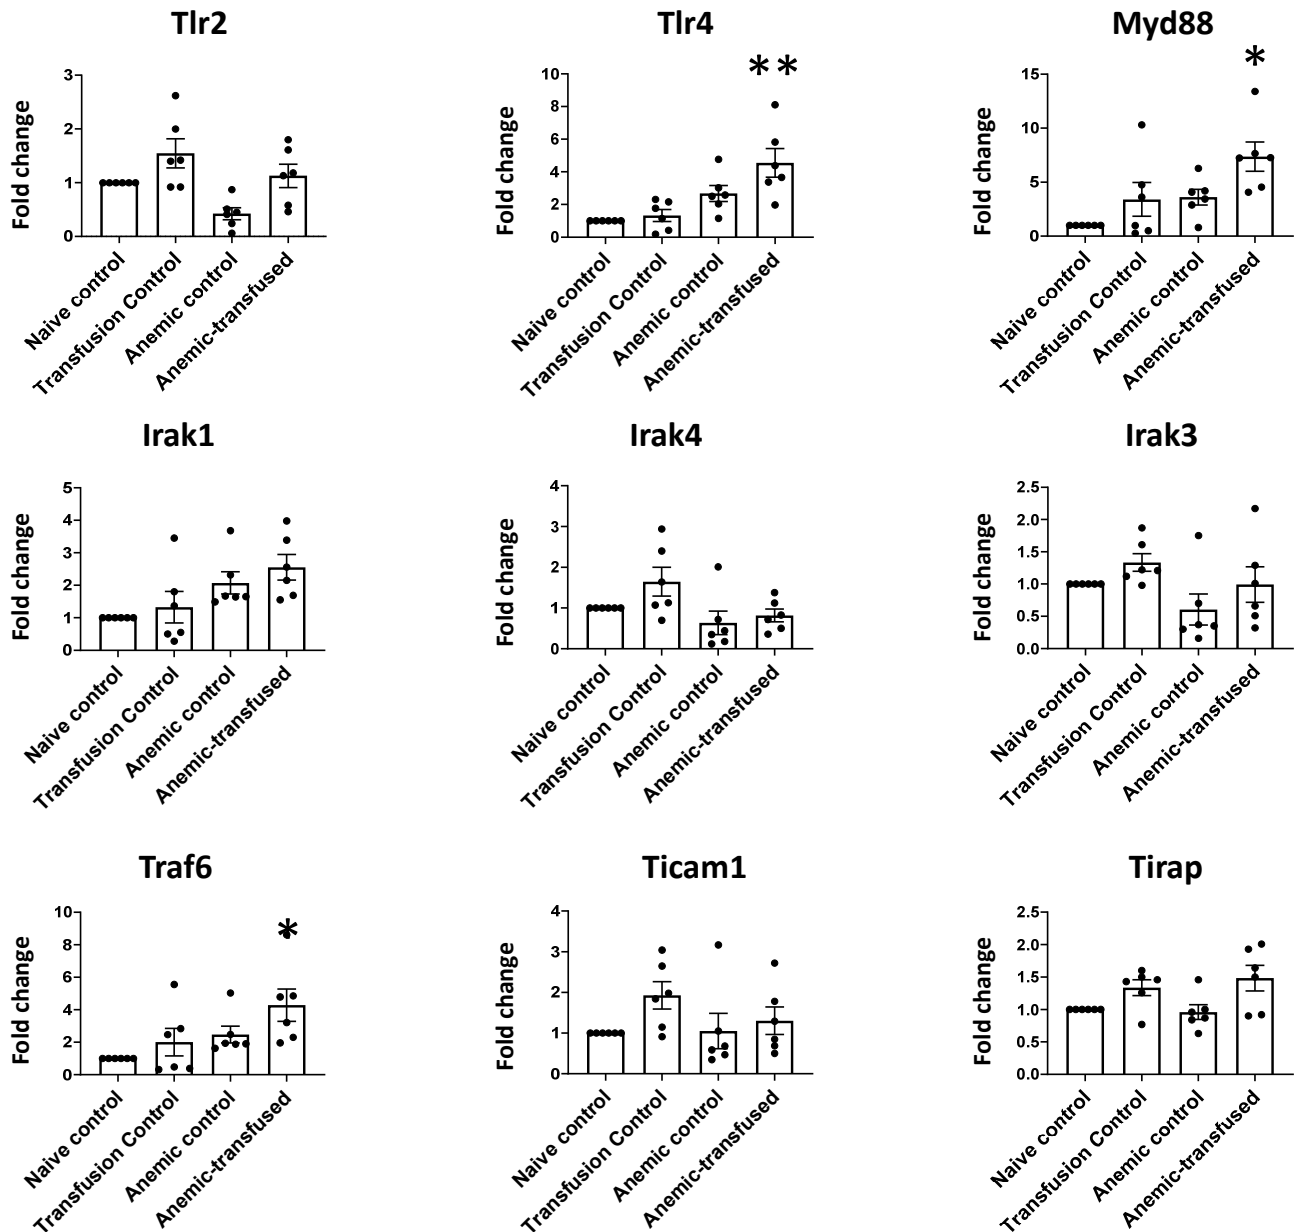 Tlr2
Tlr4
Myd88
Fold change
3
2
1
0
Naive control
Transfusion Control
Anemic control
Anemic-transfused
Fold change
10
8
6
4
2
0
**
Naive control
Transfusion Control
Anemic control
Anemic-transfused
Fold change
15
10
5
0
*
Naive control
Transfusion Control
Anemic control
Anemic-transfused
Irak1
Irak4
Irak3
Fold change
5
4
3
2
1
0
Naive control
Transfusion Control
Anemic control
Anemic-transfused
Fold change
4
3
2
1
0
Naive control
Transfusion Control
Anemic control
Anemic-transfused
Fold change
2.5
2.0
1.5
1.0
0.5
0.0
Naive control
Transfusion Control
Anemic control
Anemic-transfused
Traf6
Ticam1
Tirap
Fold change
10
8
6
4
2
0
*
Naive control
Transfusion Control
Anemic control
Anemic-transfused
Fold change
4
3
2
1
0
Naive control
Transfusion Control
Anemic control
Anemic-transfused
Fold change
2.5
2.0
1.5
1.0
0.5
0.0
Naive control
Transfusion Control
Anemic control
Anemic-transfused